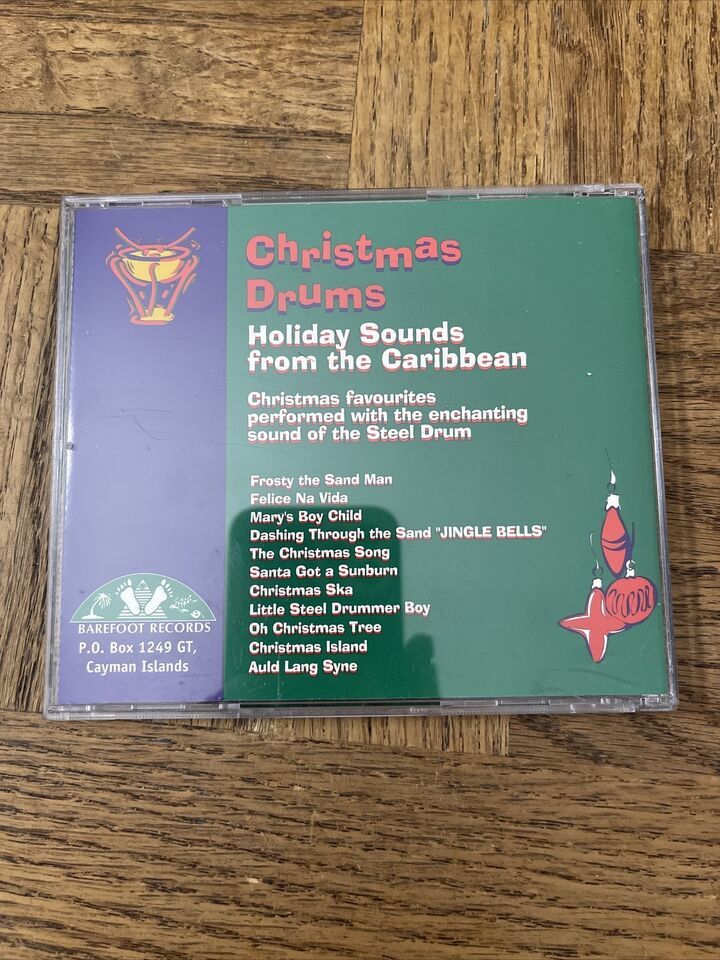 Christmas
Drums
Holiday Sounds
from the Caribbean
Christmas favourites
performed with the enchanting
sound of the Steel Drum
Frosty the Sand Man
Felice Na Vida
Mary's Boy Child
Dashing Through the Sand "JINGLE BELLS"
The Christmas Song
Santa Got a Sunburn
Christmas Ska
Little Steel Drummer Boy
Oh Christmas Tree
Christmas Island
Auld Lang Syne
BAREFOOT RECORDS
P.O. Box 1249 GT,
Cayman Islands